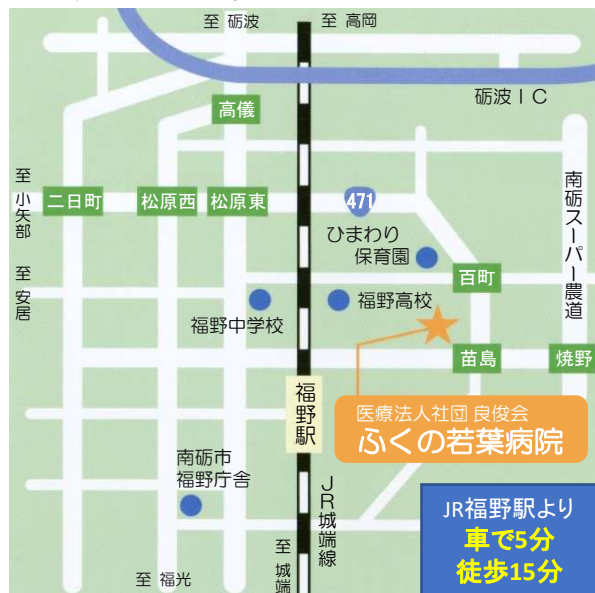 至 砺波
至 高岡
砺波ＩＣ
高儀
至 小矢部
二日町
松原西
松原東
471
南砺スーパー農道
ひまわり
保育園
至 安居
百町
福野中学校
福野高校
苗島
焼野
福野駅
医療法人社団 良俊会
ふくの若葉病院
南砺市
福野庁舎
ＪＲ城端線
JR福野駅より
車で5分
徒歩15分
至 福光
至 城端